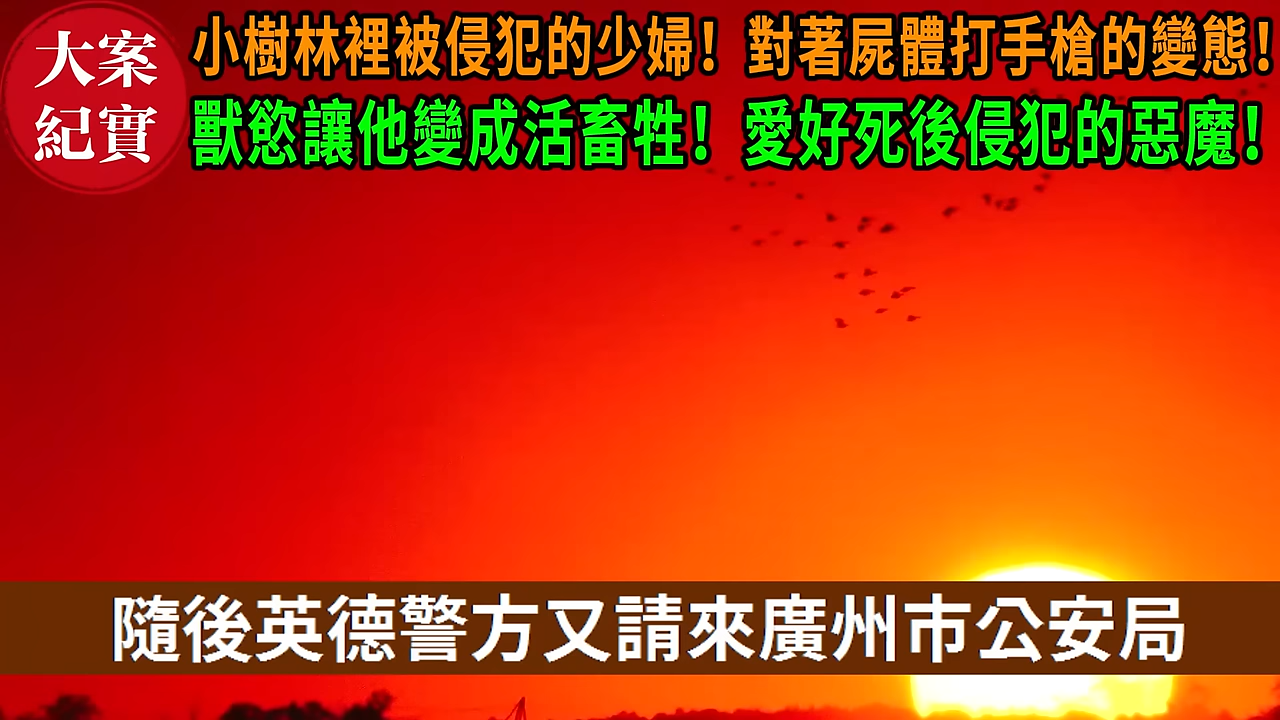 大案
紀實
小樹林裡被侵犯的少婦！對著屍體打手槍的變態！
獸慾讓他變成活畜牲！愛好死後侵犯的惡魔！
隨後英德警方又請來廣州市公安局